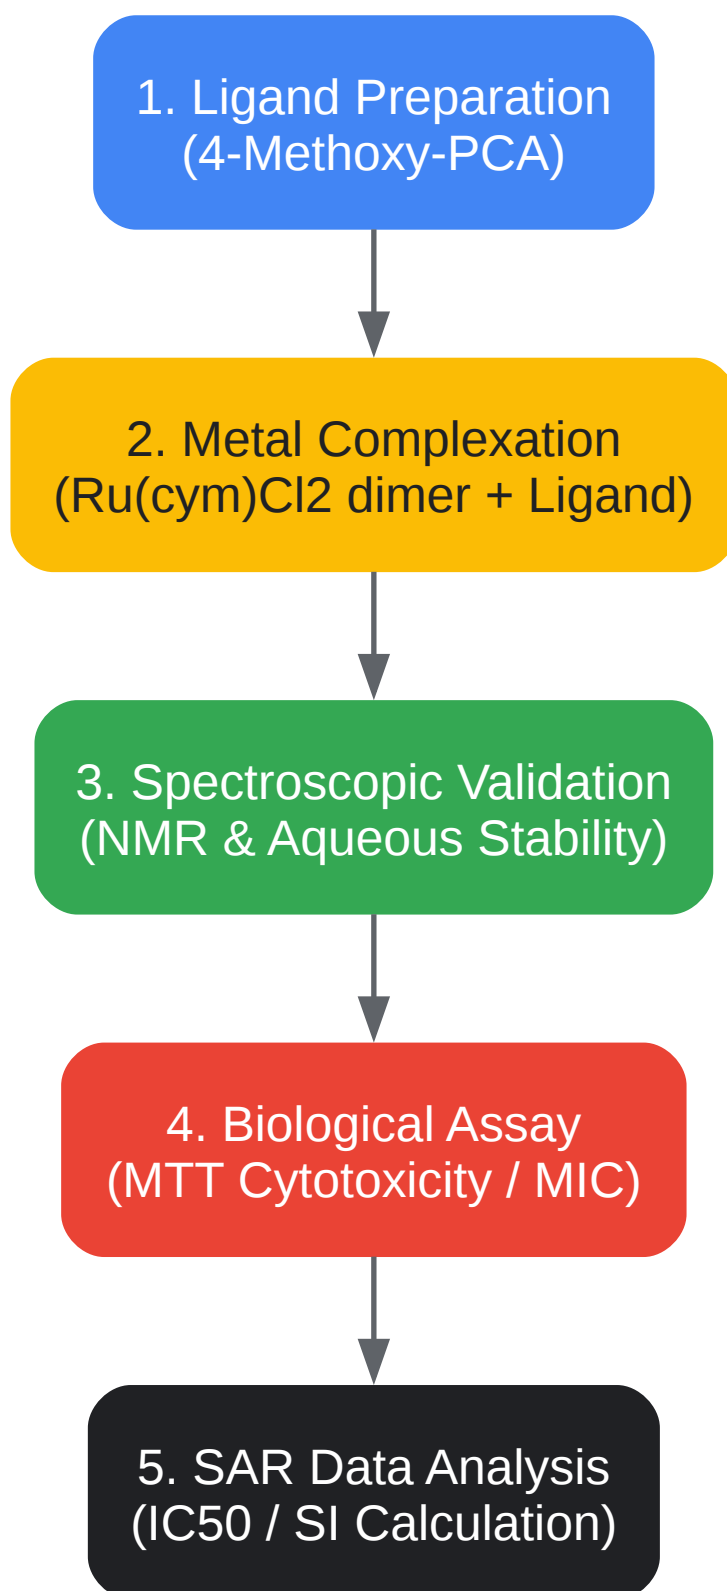 1. Ligand Preparation
(4-Methoxy-PCA)
2. Metal Complexation
(Ru(cym)Cl2 dimer + Ligand)
3. Spectroscopic Validation
(NMR & Aqueous Stability)
4. Biological Assay
(MTT Cytotoxicity / MIC)
5. SAR Data Analysis
(IC50 / SI Calculation)